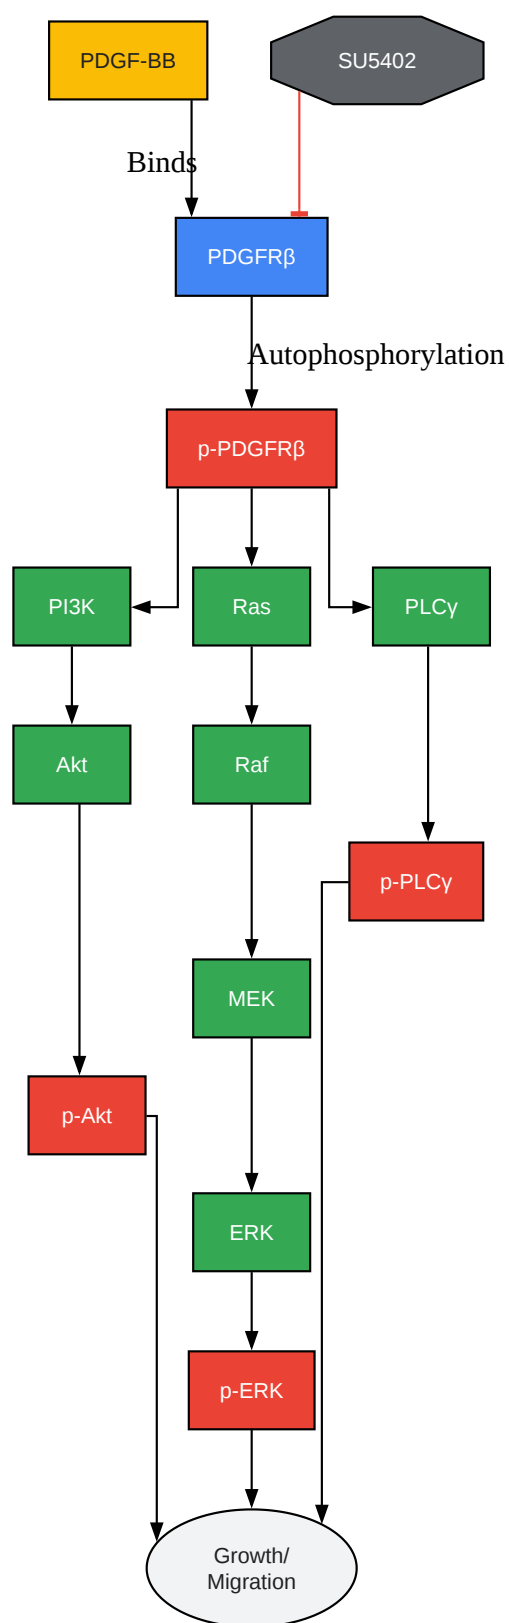 PDGF-BB
SU5402
Binds
PDGFRβ
Autophosphorylation
p-PDGFRβ
PI3K
Ras
PLCγ
Akt
Raf
p-PLCγ
MEK
p-Akt
ERK
p-ERK
Growth/
Migration